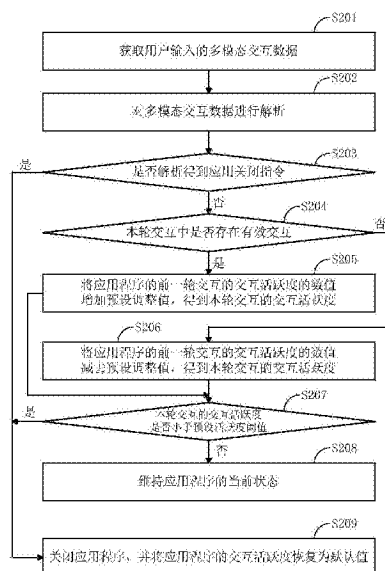 S201
获取用户输入的多模态交互数据
S202
对多模态交互数据进行解析
S203
是
是否解析得到应用关闭指令
否
S204
本轮交互中是否存在有效交互
否
是
S205
将应用程序的前一轮交互的交互活跃度的数值
增加预设调整值，得到本轮交互的交互活跃度
S206
将应用程序的前一轮交互的交互活跃度的数值
减去预设调整值，得到本轮交互的交互活跃度
S207
是
本轮交互的交互活跃度
是否小于预设活跃度阈值
否
S208
维持应用程序的当前状态
S209
关闭应用程序，并将应用程序的交互活跃度恢复为默认值